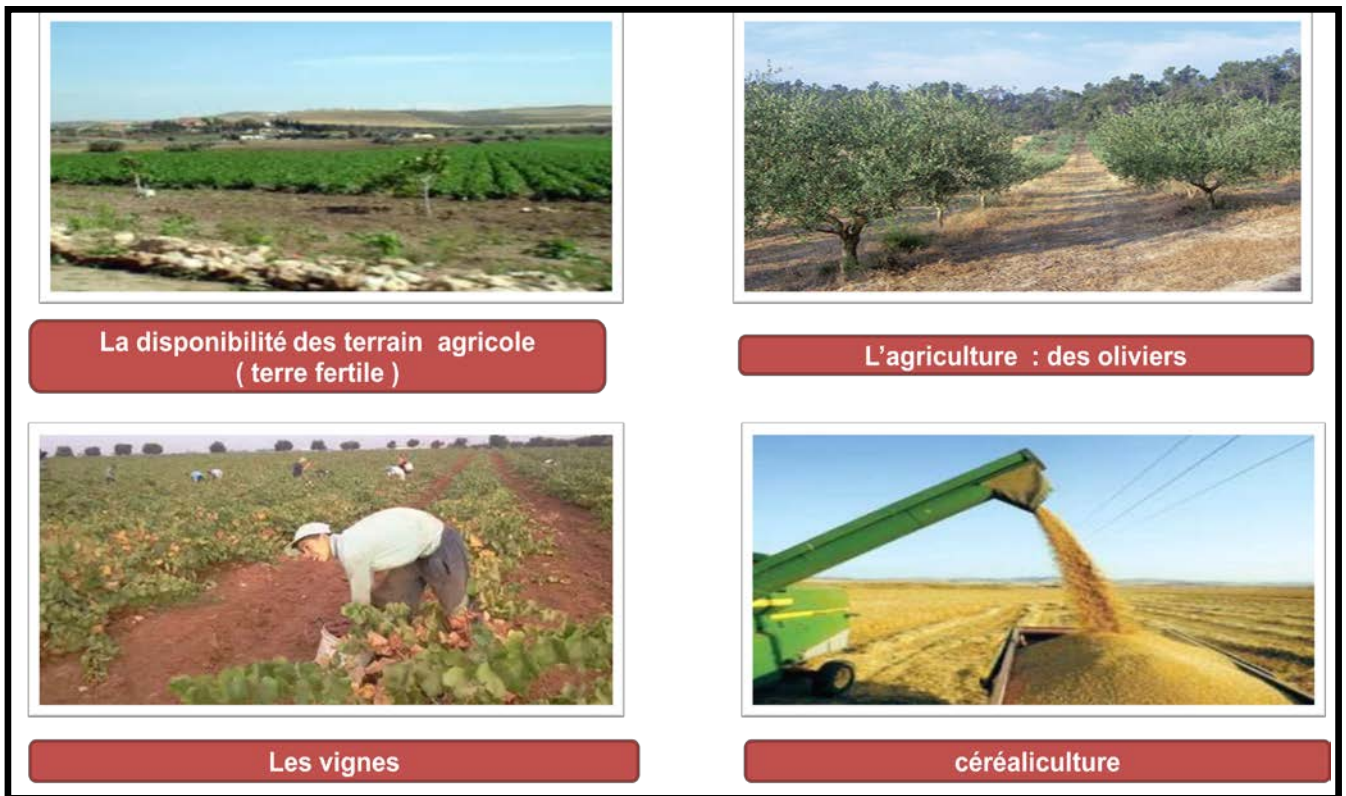 La disponibilité des terrain agricole
( terre fertile )
L'agriculture : des oliviers
Les vignes
céréaliculture